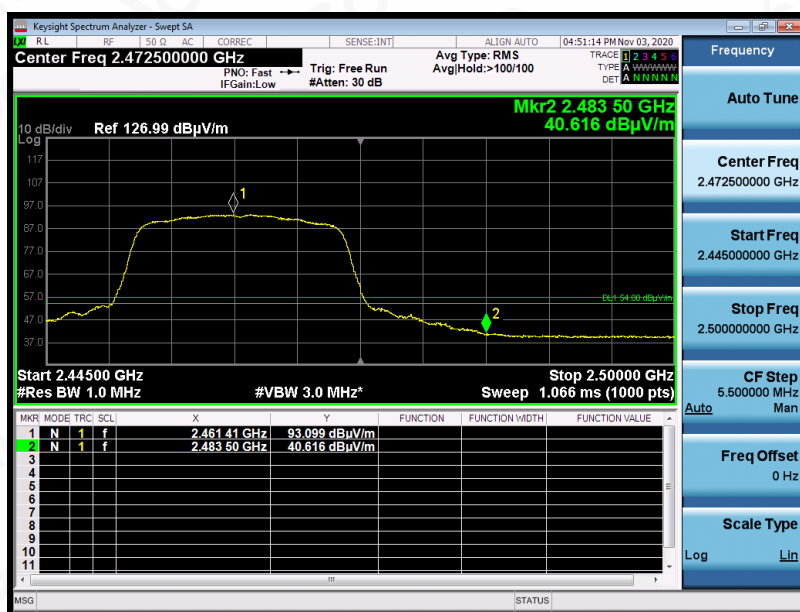 Keysight Spectrum Analyzer - Swept SA
LXI RL RF 50 Ω AC CORREC SENSE:INT ALIGN AUTO 04:51:14 PM Nov 03, 2020
Center Freq 2.472500000 GHz
PNO: Fast
IFGain:Low
Trig: Free Run
#Atten: 30 dB
Avg Type: RMS
Avg|Hold:>100/100
TRACE 1 2 3 4 5 6
TYPE A WWWWW
DET A N N N N N
Mkr2 2.483 50 GHz
40.616 dBµV/m
10 dB/div Ref 126.99 dBµV/m
Log
117
107
97.0
87.0
77.0
67.0
57.0
47.0
37.0
1
2
DL1 54.00 dBµV/m
Start 2.44500 GHz Stop 2.50000 GHz
#Res BW 1.0 MHz #VBW 3.0 MHz* Sweep 1.066 ms (1000 pts)
MKR MODE TRC SCL X Y FUNCTION FUNCTION WIDTH FUNCTION VALUE
1 N 1 f 2.461 41 GHz 93.099 dBµV/m
2 N 1 f 2.483 50 GHz 40.616 dBµV/m
3
4
5
6
7
8
9
10
11
MSG STATUS
Frequency
Auto Tune
Center Freq
2.472500000 GHz
Start Freq
2.445000000 GHz
Stop Freq
2.500000000 GHz
CF Step
5.500000 MHz
Auto Man
Freq Offset
0 Hz
Scale Type
Log Lin